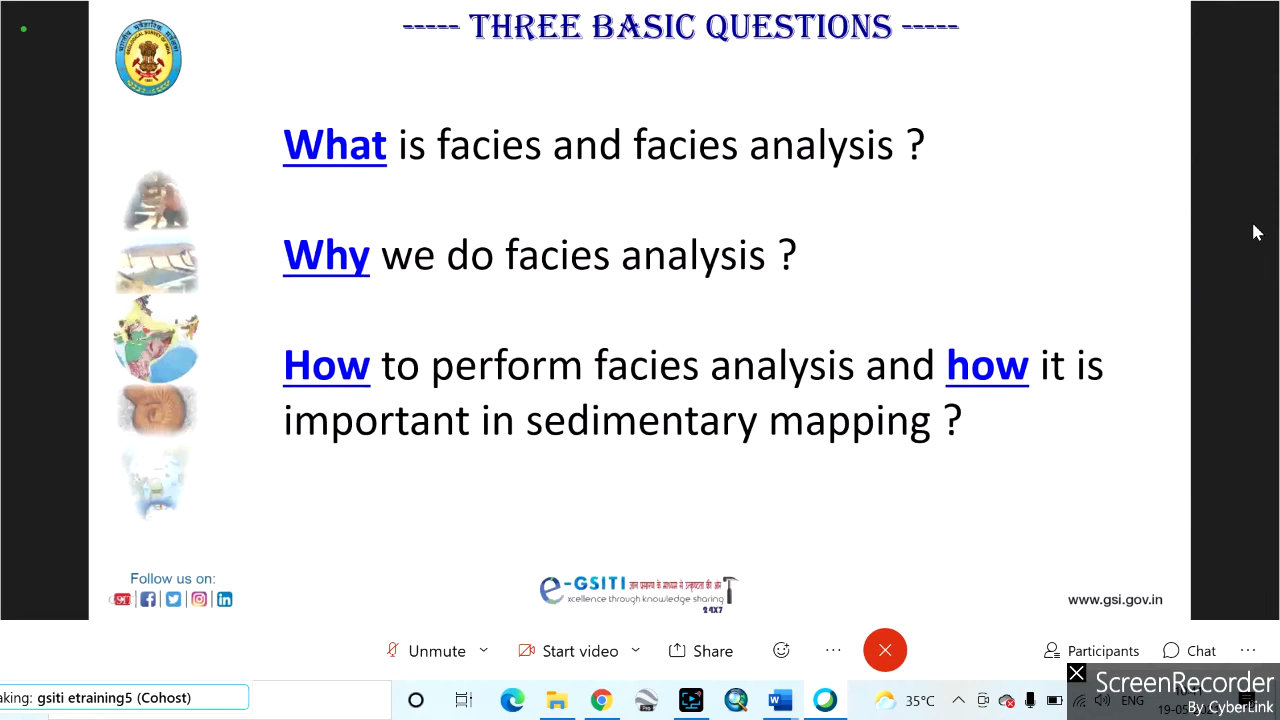 ----- THREE BASIC QUESTIONS -----
What is facies and facies analysis ?
Why we do facies analysis ?
How to perform facies analysis and how it is
important in sedimentary mapping ?
Follow us on:
e-GSITI
xcellence through knowledge sharing
24X7
www.gsi.gov.in
Unmute
Start video
Share
Participants
Chat
aking: gsiti etraining5 (Cohost)
35°C
ENG
ScreenRecorder
By CyberLink